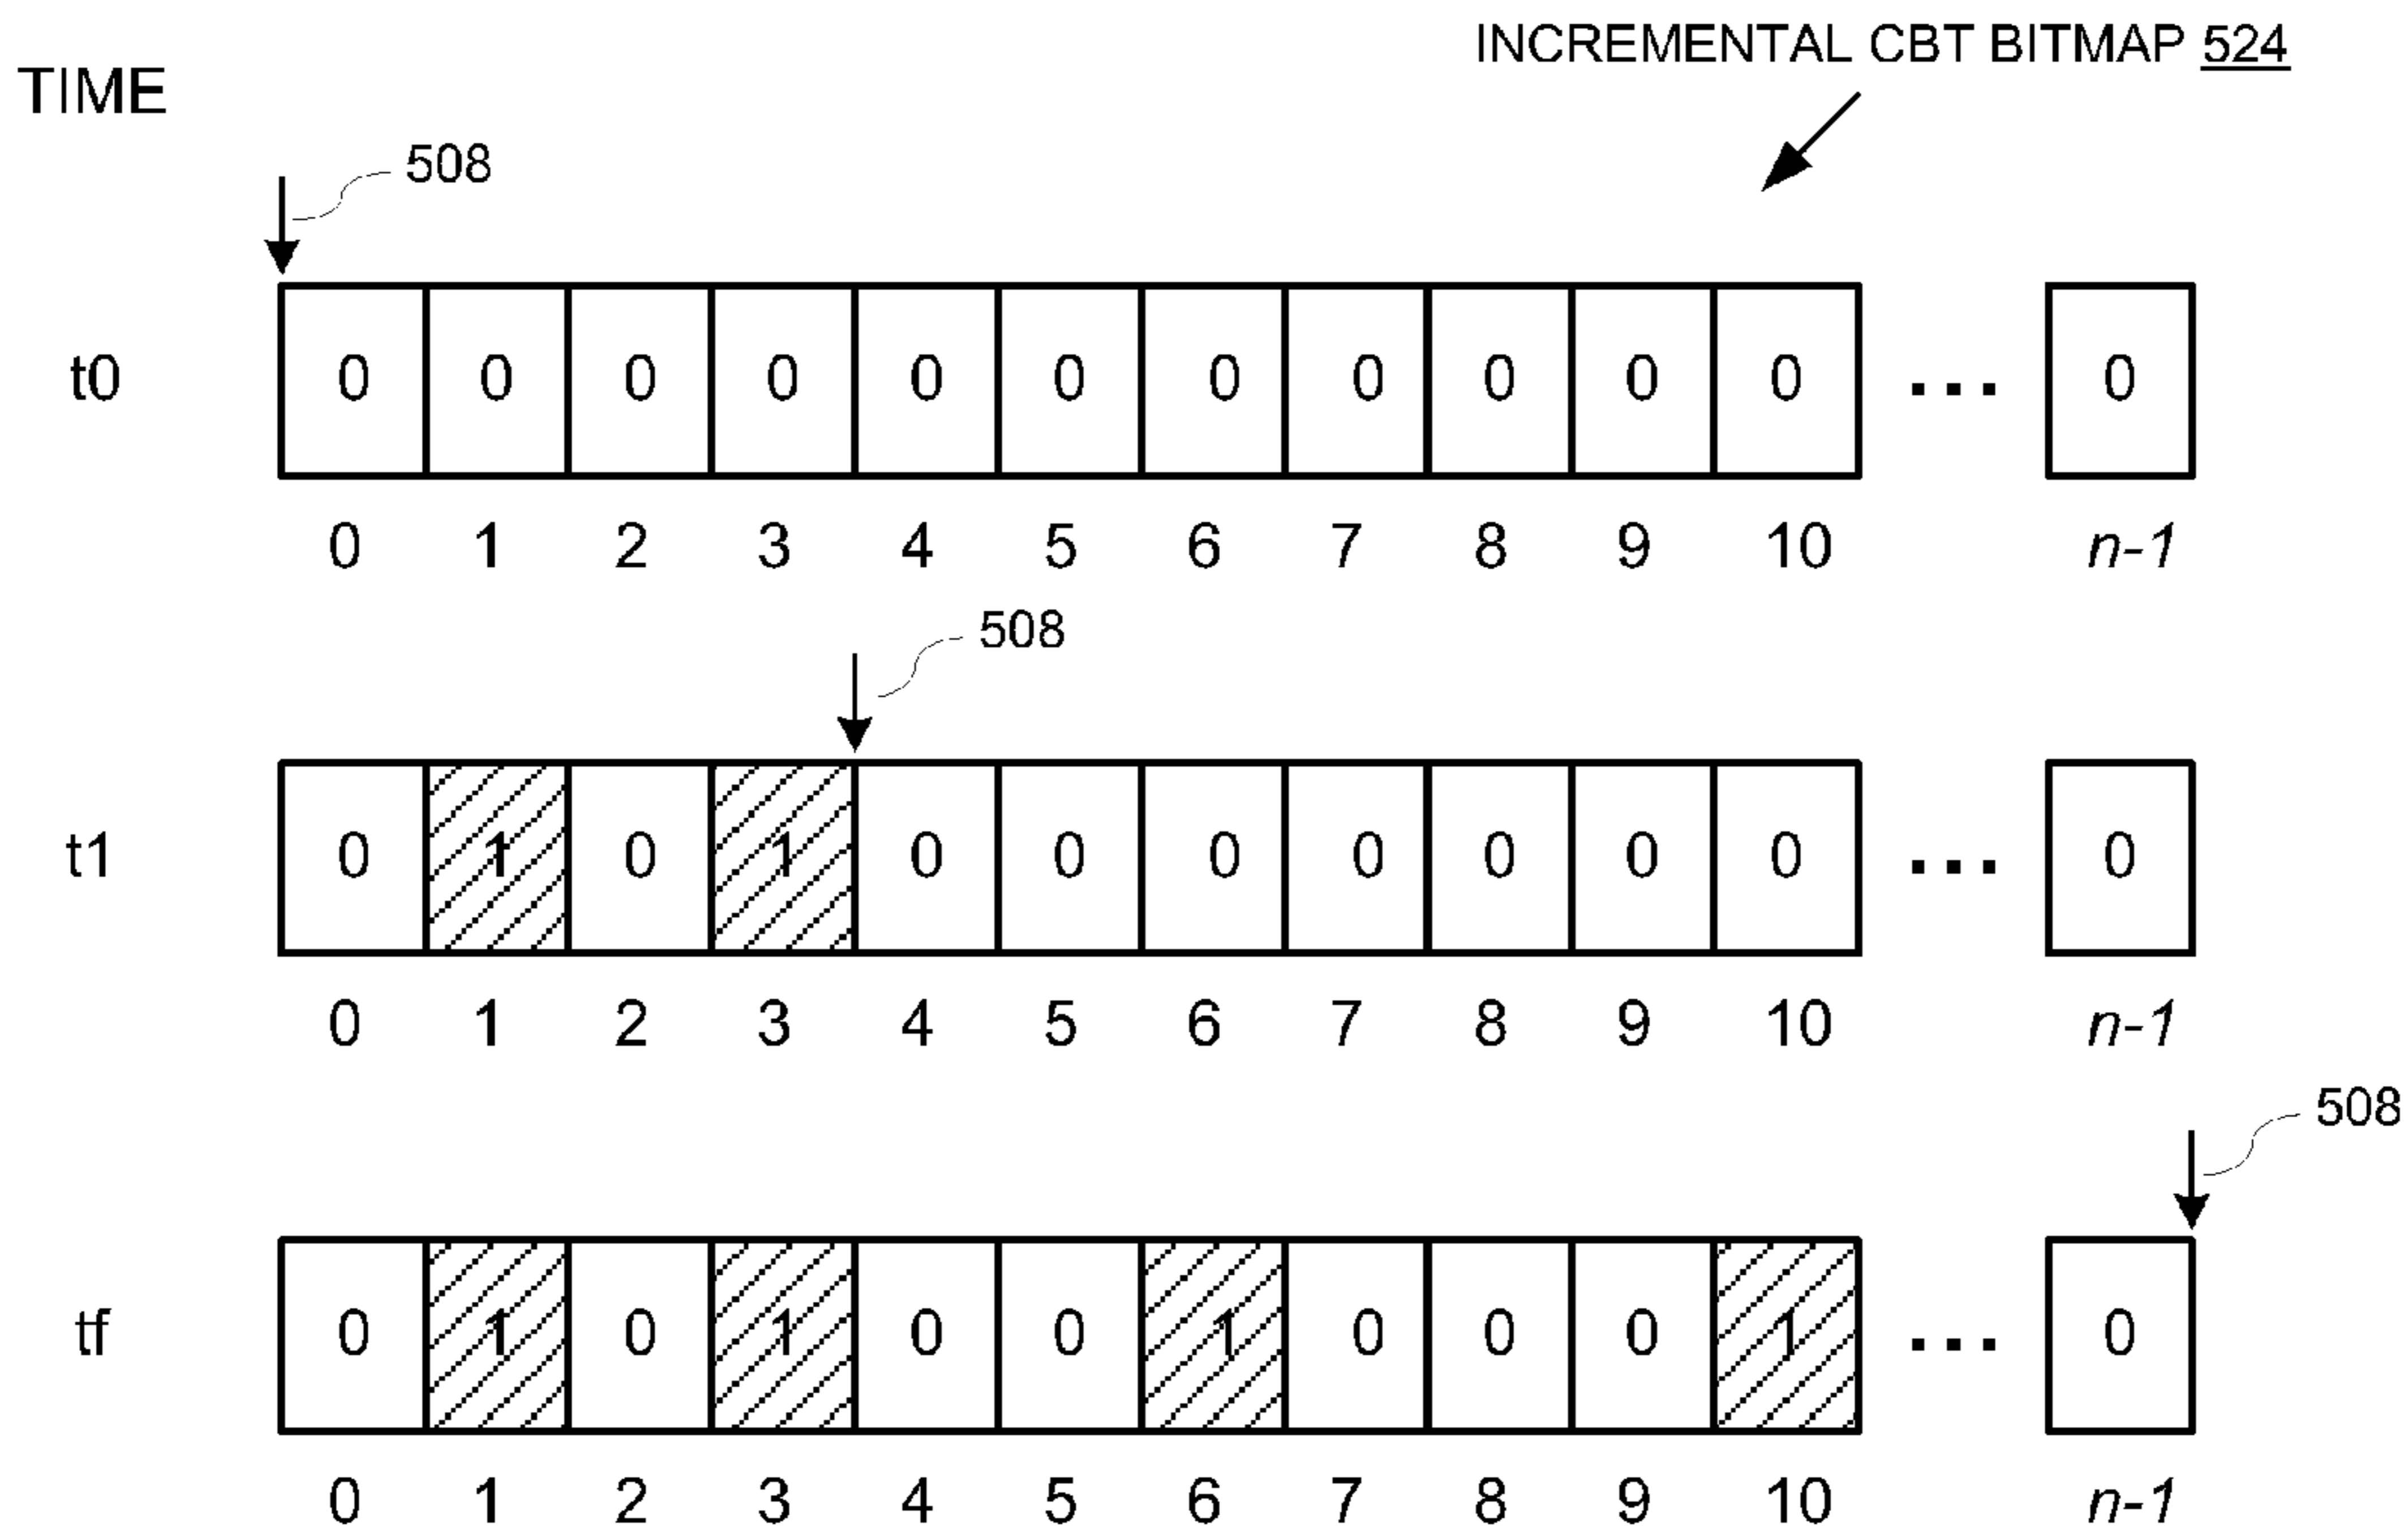 INCREMENTAL CBT BITMAP 524
TIME
508
t0 0 0 0 0 0 0 0 0 0 0 0 ... 0
0 1 2 3 4 5 6 7 8 9 10 n-1
508
t1 0 1 0 1 0 0 0 0 0 0 0 ... 0
0 1 2 3 4 5 6 7 8 9 10 n-1
508
tf 0 1 0 1 0 0 1 0 0 0 1 ... 0
0 1 2 3 4 5 6 7 8 9 10 n-1